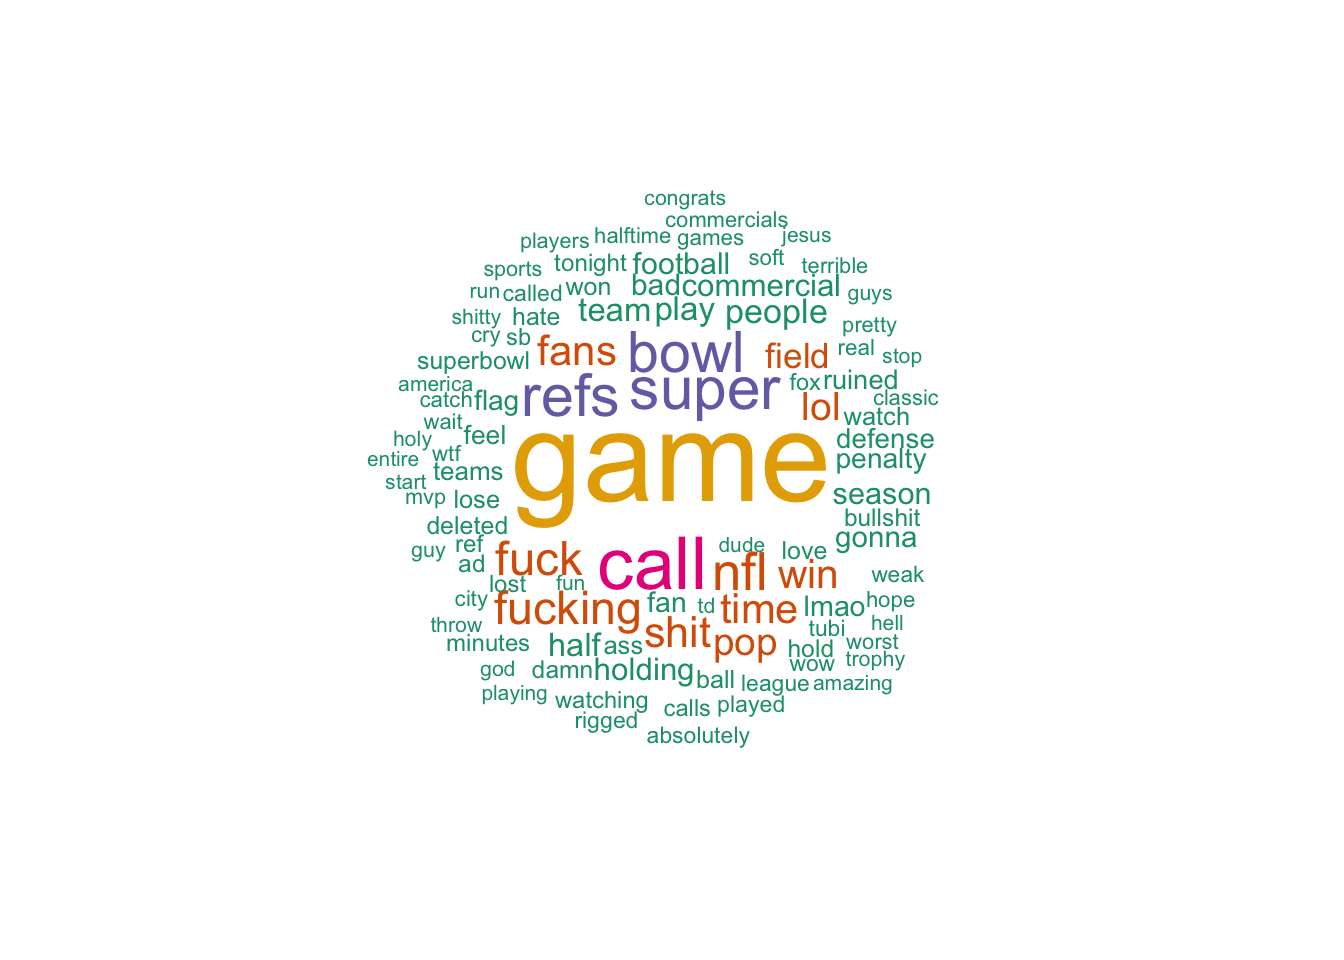 congrats
commercials
players halftime games jesus
sports tonight football soft terrible
run called won bad commercial guys
shitty hate team play people pretty
cry sb fans bowl field real stop
superbowl
america refs super fox ruined
catch flag lol watch classic
wait feel game defense
holy wtf penalty
entire teams
start mvp lose season
deleted bullshit
guy ref fuck call dude love gonna
ad nfl win weak
lost fun
city fucking fan td time lmao hope
throw shit pop tubi hell
minutes half ass hold worst
god damn holding wow trophy
playing watching ball league amazing
rigged calls played
absolutely